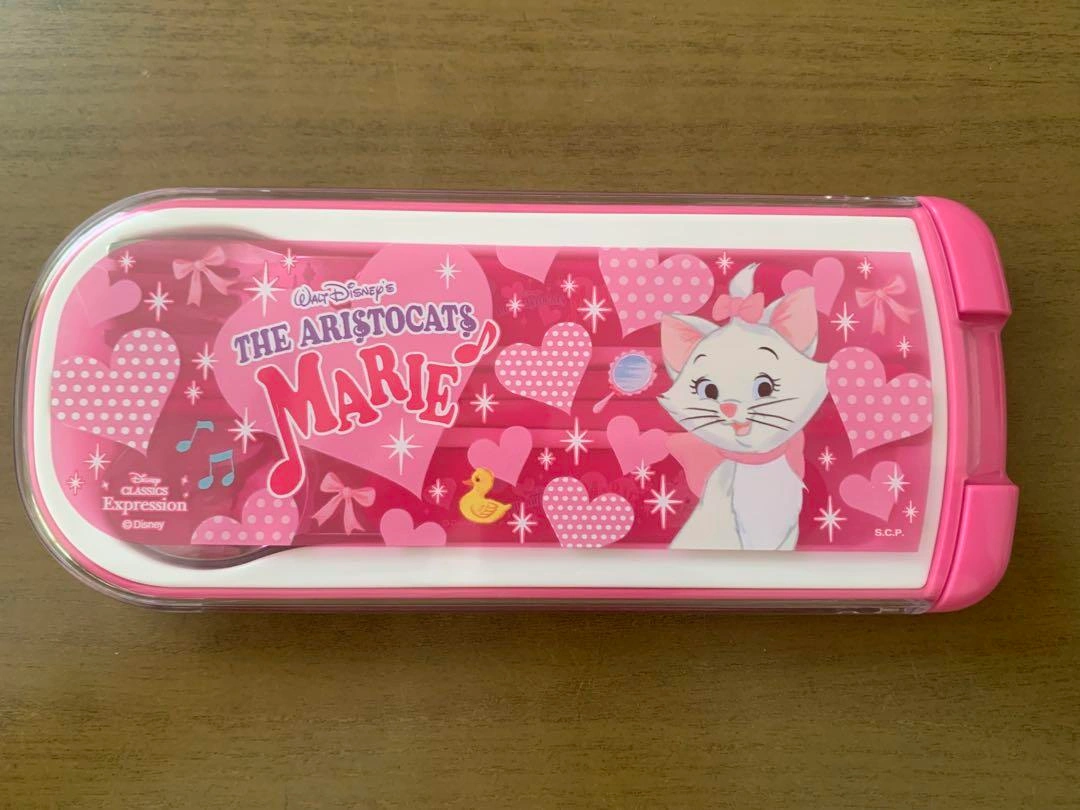 WALT DISNEY'S
THE ARISTOCATS
MARIE
Disney
CLASSICS
Expression
©Disney
S.C.P.